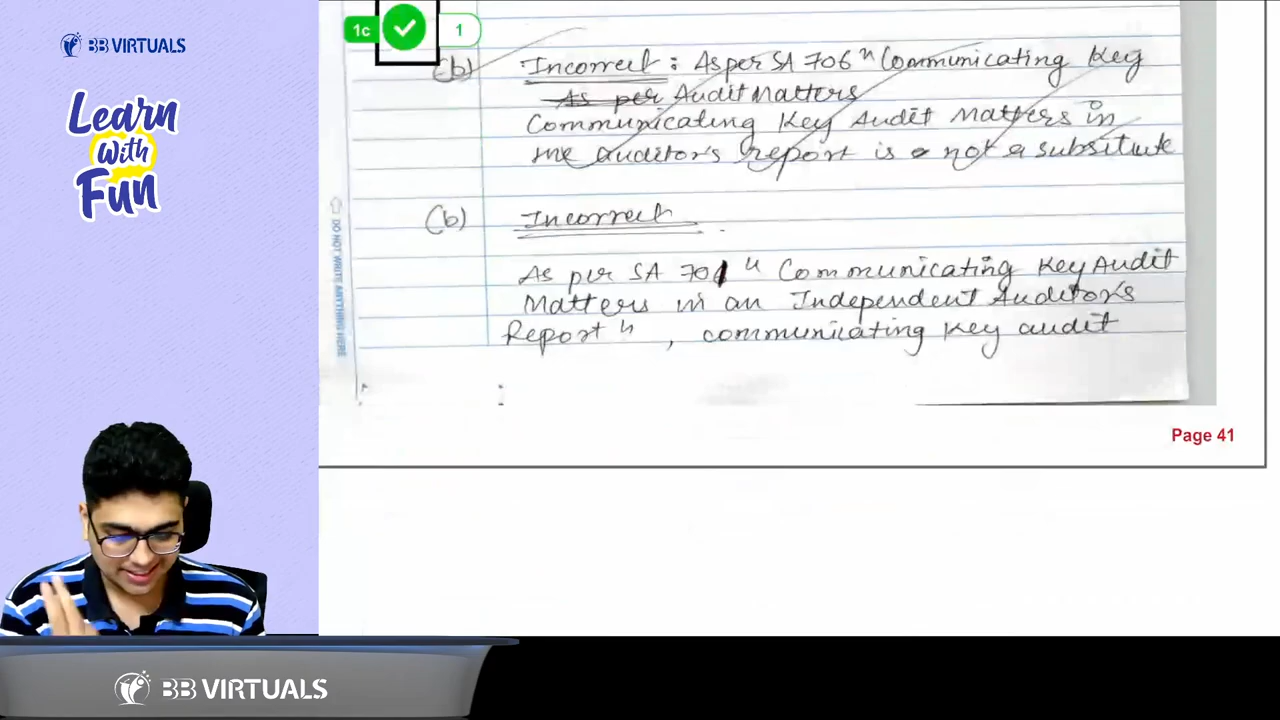 BB VIRTUALS
Learn
with
Fun
1c
1
(b) Incorrect : As per SA 706 " Communicating Key
As per Audit Matters
Communicating Key Audit Matters in
the auditor's report is not a substitute
(b) Incorrect
As per SA 701 " Communicating Key Audit
Matters in an Independent Auditor's
Report ", communicating key audit
DO NOT WRITE ANYTHING HERE
Page 41
BB VIRTUALS